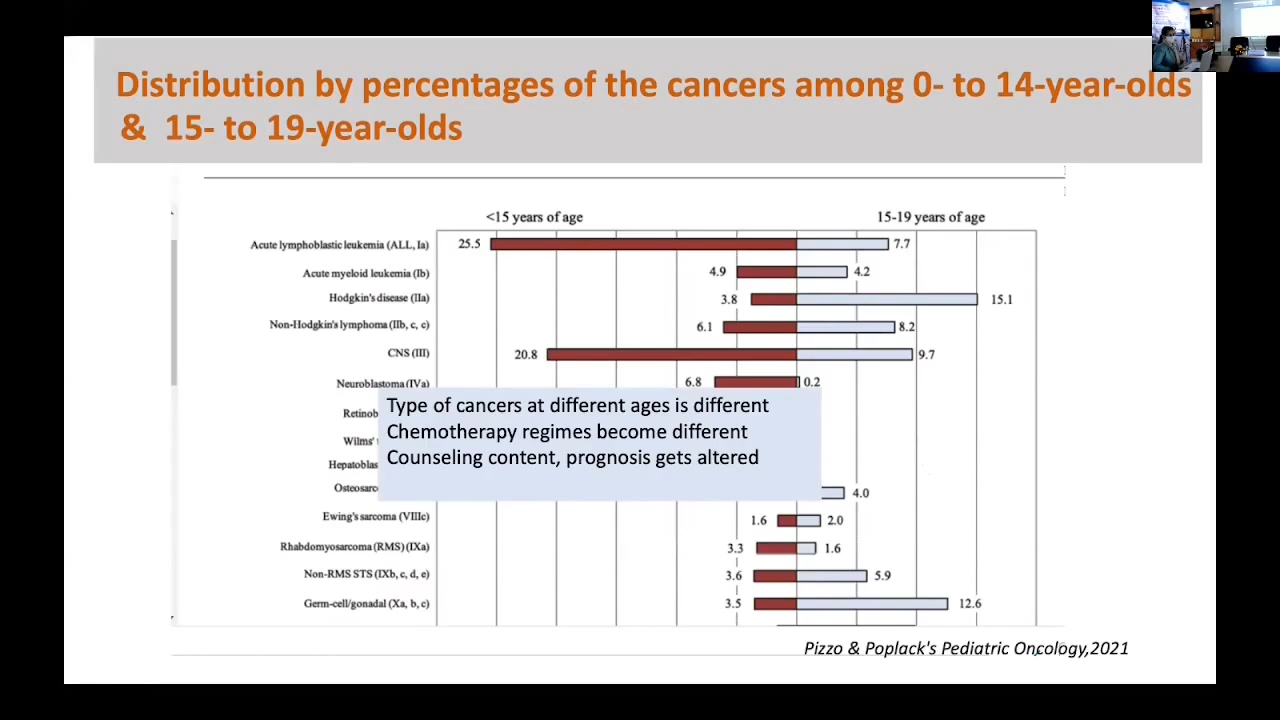 Distribution by percentages of the cancers among 0- to 14-year-olds
& 15- to 19-year-olds
<15 years of age 15-19 years of age
Acute lymphoblastic leukemia (ALL, Ia) 25.5 7.7
Acute myeloid leukemia (Ib) 4.9 4.2
Hodgkin's disease (IIa) 3.8 15.1
Non-Hodgkin's lymphoma (IIb, c, c) 6.1 8.2
CNS (III) 20.8 9.7
Neuroblastoma (IVa) 6.8 0.2
Type of cancers at different ages is different
Retinob
Chemotherapy regimes become different
Wilms'
Counseling content, prognosis gets altered
Hepatoblas
Osteosarc 4.0
Ewing's sarcoma (VIIIc) 1.6 2.0
Rhabdomyosarcoma (RMS) (IXa) 3.3 1.6
Non-RMS STS (IXb, c, d, e) 3.6 5.9
Germ-cell/gonadal (Xa, b, c) 3.5 12.6
Pizzo & Poplack's Pediatric Oncology,2021